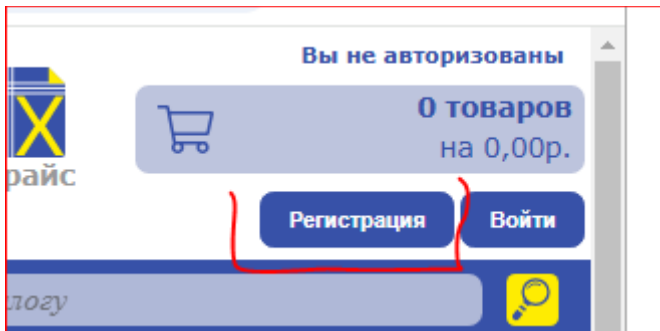 Вы не авторизованы
0 товаров
на 0,00р.
райс
Регистрация
Войти
логу